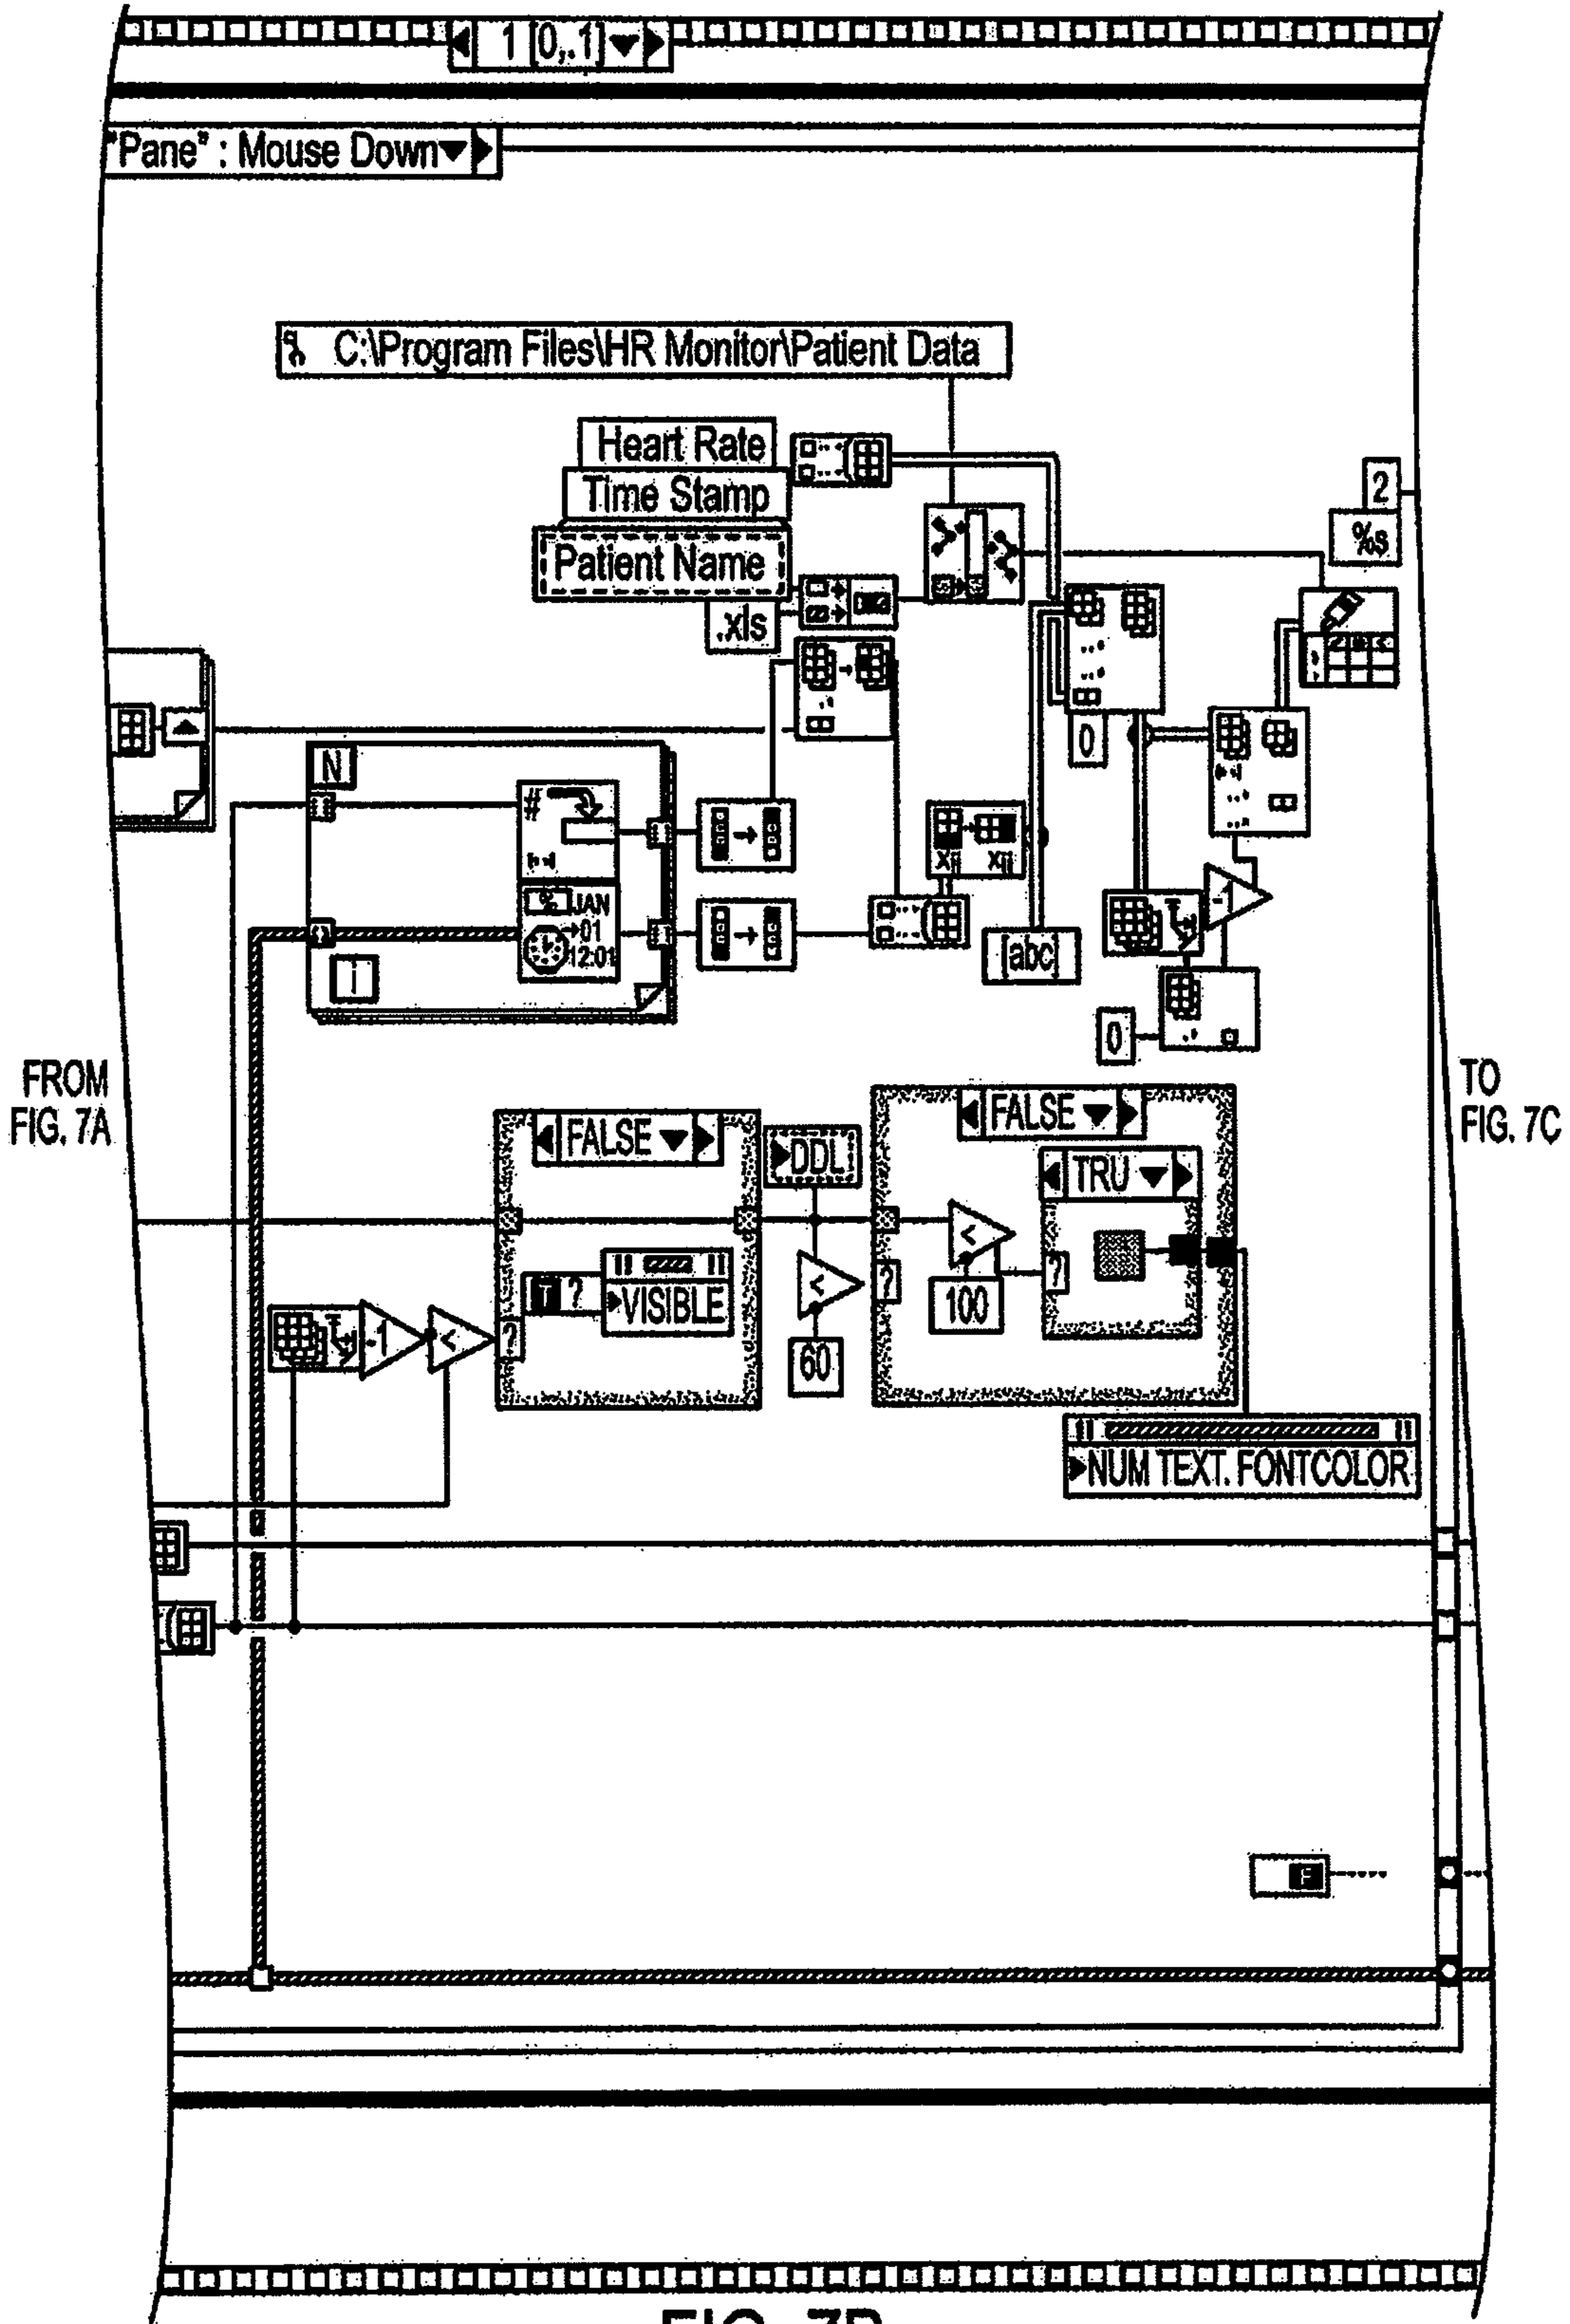 1 [0,.1]
"Pane" : Mouse Down
C:\Program Files\HR Monitor\Patient Data
Heart Rate
Time Stamp
Patient Name
.xls
2
%s
0
N
#
%
JAN
01
12:01
i
Xij Xji
-1
[abc]
0
FROM
FIG. 7A
TO
FIG. 7C
FALSE
DDL
FALSE
TRU
T ?
VISIBLE
?
<
?
<
100
?
-1
<
60
NUM TEXT. FONTCOLOR
F